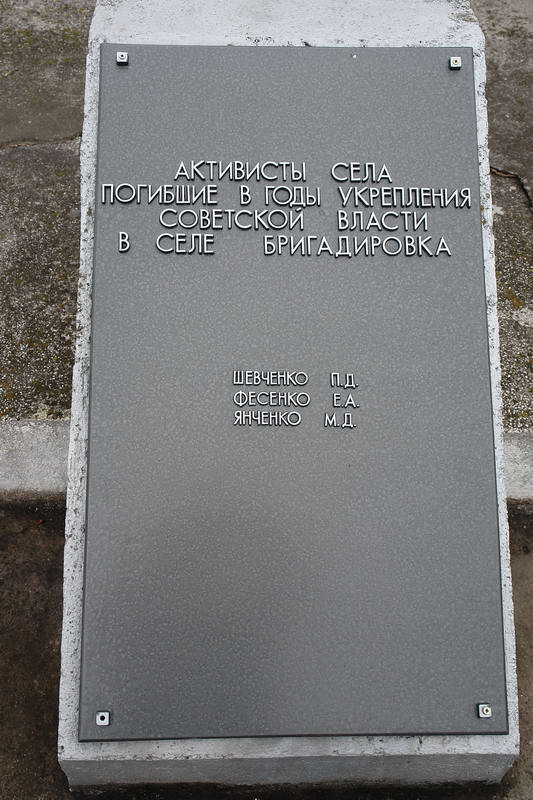 АКТИВИСТЫ СЕЛА
ПОГИБШИЕ В ГОДЫ УКРЕПЛЕНИЯ
СОВЕТСКОЙ ВЛАСТИ
В СЕЛЕ БРИГАДИРОВКА
ШЕВЧЕНКО П.Д.
ФЕСЕНКО Е.А.
ЯНЧЕНКО М.Д.